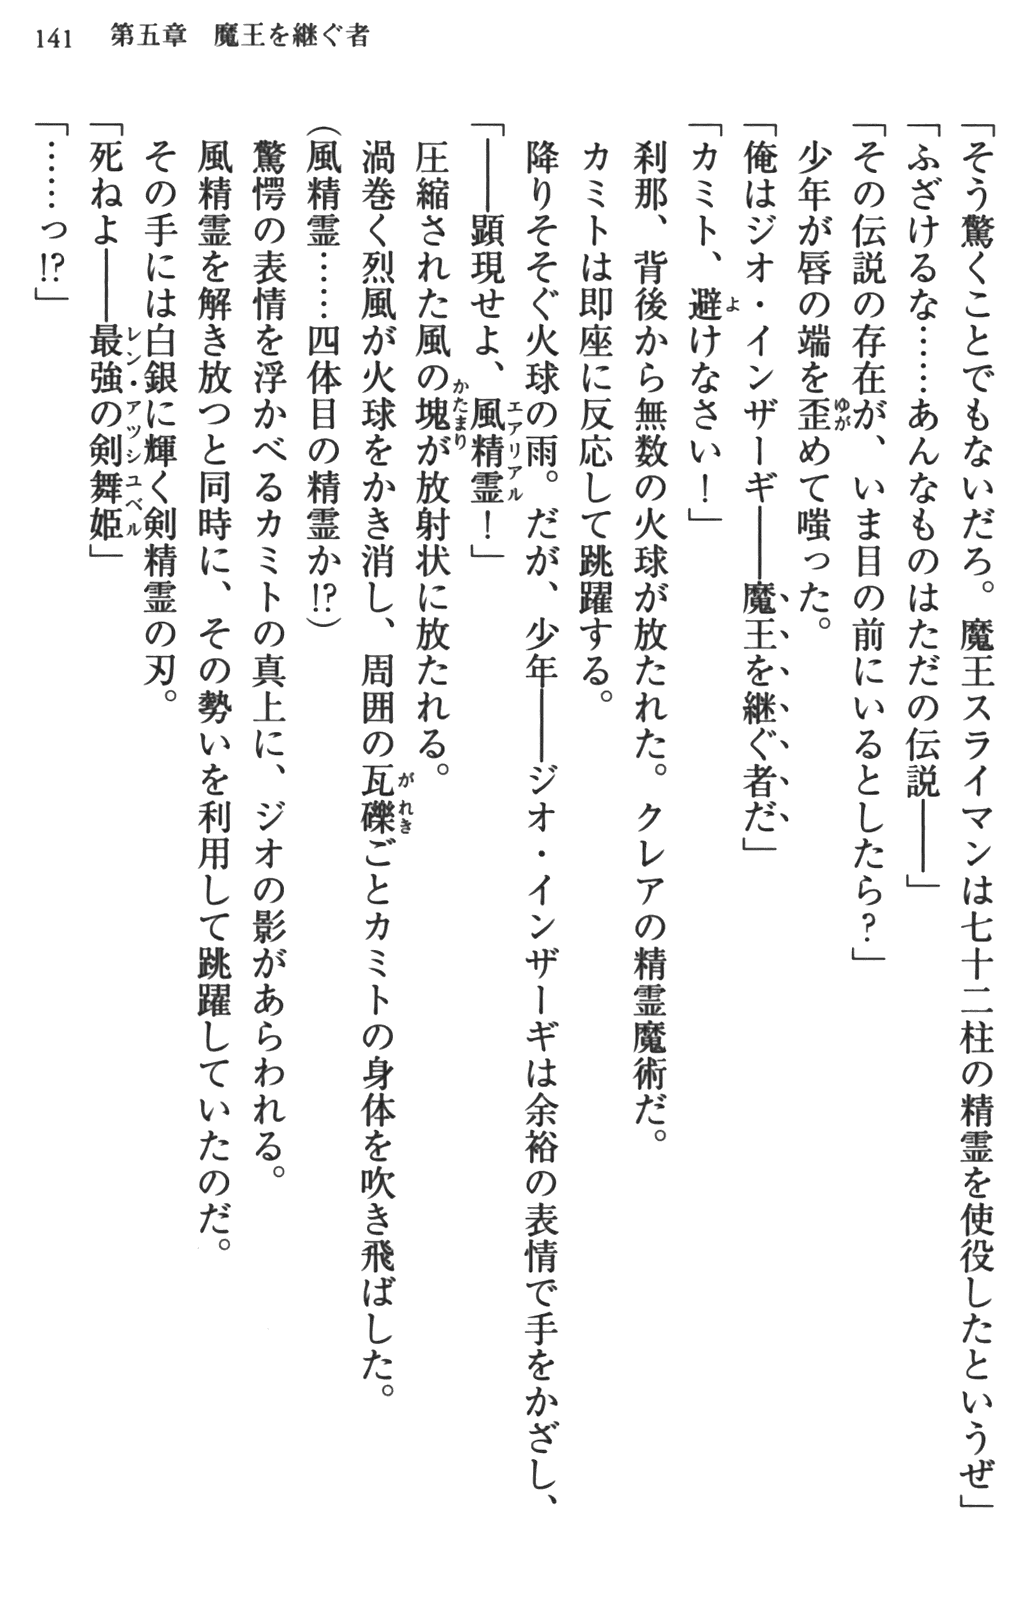 141 第五章 魔王を継ぐ者
「そう驚くことでもないだろ。魔王スライマンは七十二柱の精霊を使役したというぜ」
「ふざけるな……あんなものはただの伝説――」
「その伝説の存在が、いま目の前にいるとしたら?」
少年が唇の端を歪めて嗤った。
「俺はジオ・インザーギ――魔王を継ぐ者だ」
「カミト、避けなさい!」
刹那、背後から無数の火球が放たれた。クレアの精霊魔術だ。
カミトは即座に反応して跳躍する。
降りそそぐ火球の雨。だが、少年――ジオ・インザーギは余裕の表情で手をかざし、
「――顕現せよ、風精霊!」
圧縮された風の塊が放射状に放たれる。
渦巻く烈風が火球をかき消し、周囲の瓦礫ごとカミトの身体を吹き飛ばした。
(風精霊……四体目の精霊か!?)
驚愕の表情を浮かべるカミトの真上に、ジオの影があらわれる。
風精霊を解き放つと同時に、その勢いを利用して跳躍していたのだ。
その手には白銀に輝く剣精霊の刃。
「死ねよ――最強の剣舞姫」
「……っ!?」